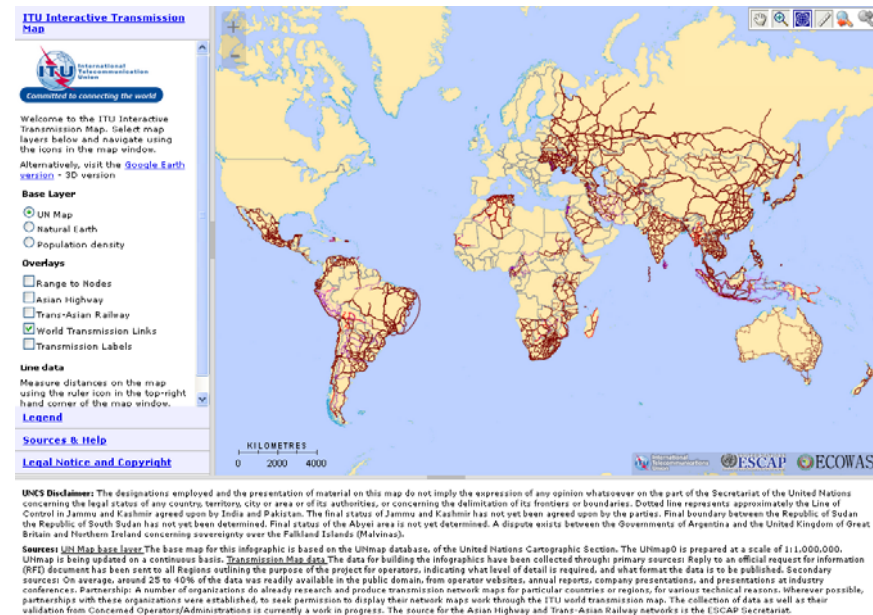 ITU Interactive Transmission
Map
International
Telecommunication
Union
ITU
Committed to connecting the world
Welcome to the ITU Interactive
Transmission Map. Select map
layers below and navigate using
the icons in the map window.
Alternatively, visit the Google Earth
version - 3D version
Base Layer
UN Map
Natural Earth
Population density
Overlays
Range to Nodes
Asian Highway
Trans-Asian Railway
World Transmission Links
Transmission Labels
Line data
Measure distances on the map
using the ruler icon in the top-right
hand corner of the map window.
Legend
Sources & Help
Legal Notice and Copyright
KILOMETRES
0 2000 4000
International
Telecommunication
Union
ESCAP
ECOWAS
UNCS Disclaimer: The designations employed and the presentation of material on this map do not imply the expression of any opinion whatsoever on the part of the Secretariat of the United Nations
concerning the legal status of any country, territory, city or area or of its authorities, or concerning the delimitation of its frontiers or boundaries. Dotted line represents approximately the Line of
Control in Jammu and Kashmir agreed upon by India and Pakistan. The final status of Jammu and Kashmir has not yet been agreed upon by the parties. Final boundary between the Republic of Sudan
the Republic of South Sudan has not yet been determined. Final status of the Abyei area is not yet determined. A dispute exists between the Governments of Argentina and the United Kingdom of Great
Britain and Northern Ireland concerning sovereignty over the Falkland Islands (Malvinas).
Sources: UN Map base layer The base map for this infographic is based on the UNmap database, of the United Nations Cartographic Section. The UNmap0 is prepared at a scale of 1:1,000,000.
UNmap is being updated on a continuous basis. Transmission Map data The data for building the infographics have been collected through: primary sources: Reply to an official request for information
(RFI) document has been sent to all Regions outlining the purpose of the project for operators, indicating what level of detail is required, and what format the data is to be published. Secondary
sources: On average, around 25 to 40% of the data was readily available in the public domain, from operator websites, annual reports, company presentations, and presentations at industry
conferences. Partnership: A number of organizations do already research and produce transmission network maps for particular countries or regions, for various technical reasons. Wherever possible,
partnerships with these organizations were established, to seek permission to display their network maps work through the ITU world transmission map. The collection of data as well as their
validation from Concerned Operators/Administrations is currently a work in progress. The source for the Asian Highway and Trans-Asian Railway networks is the ESCAP Secretariat.